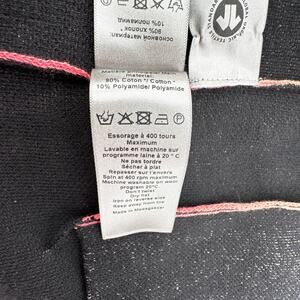 ОСНОВНОЙ МАТЕРИАЛ:
90% ХЛОПОК
10% ПОЛИАМИД
material:
90% Coton / Cotton
10% Polyamide/ Polyamide
Essorage à 400 tours
Maximum
Lavable en machine sur
programme laine à 20° C
Ne pas tordre
Sécher à plat
Repasser sur l'envers
Spin at 400 rpm maximum
Machine washable on wool
program 20°C
Don't twist
Dry flat
Iron on reverse side
Keep away from fire
Made in Madagascar